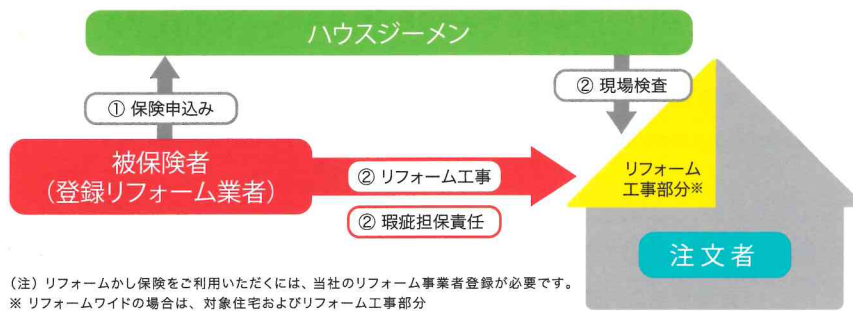 ハウスジーメン
① 保険申込み
② 現場検査
被保険者
(登録リフォーム業者)
② リフォーム工事
② 瑕疵担保責任
リフォーム
工事部分※
注文者
(注) リフォームかし保険をご利用いただくには、当社のリフォーム事業者登録が必要です。
※ リフォームワイドの場合は、対象住宅およびリフォーム工事部分